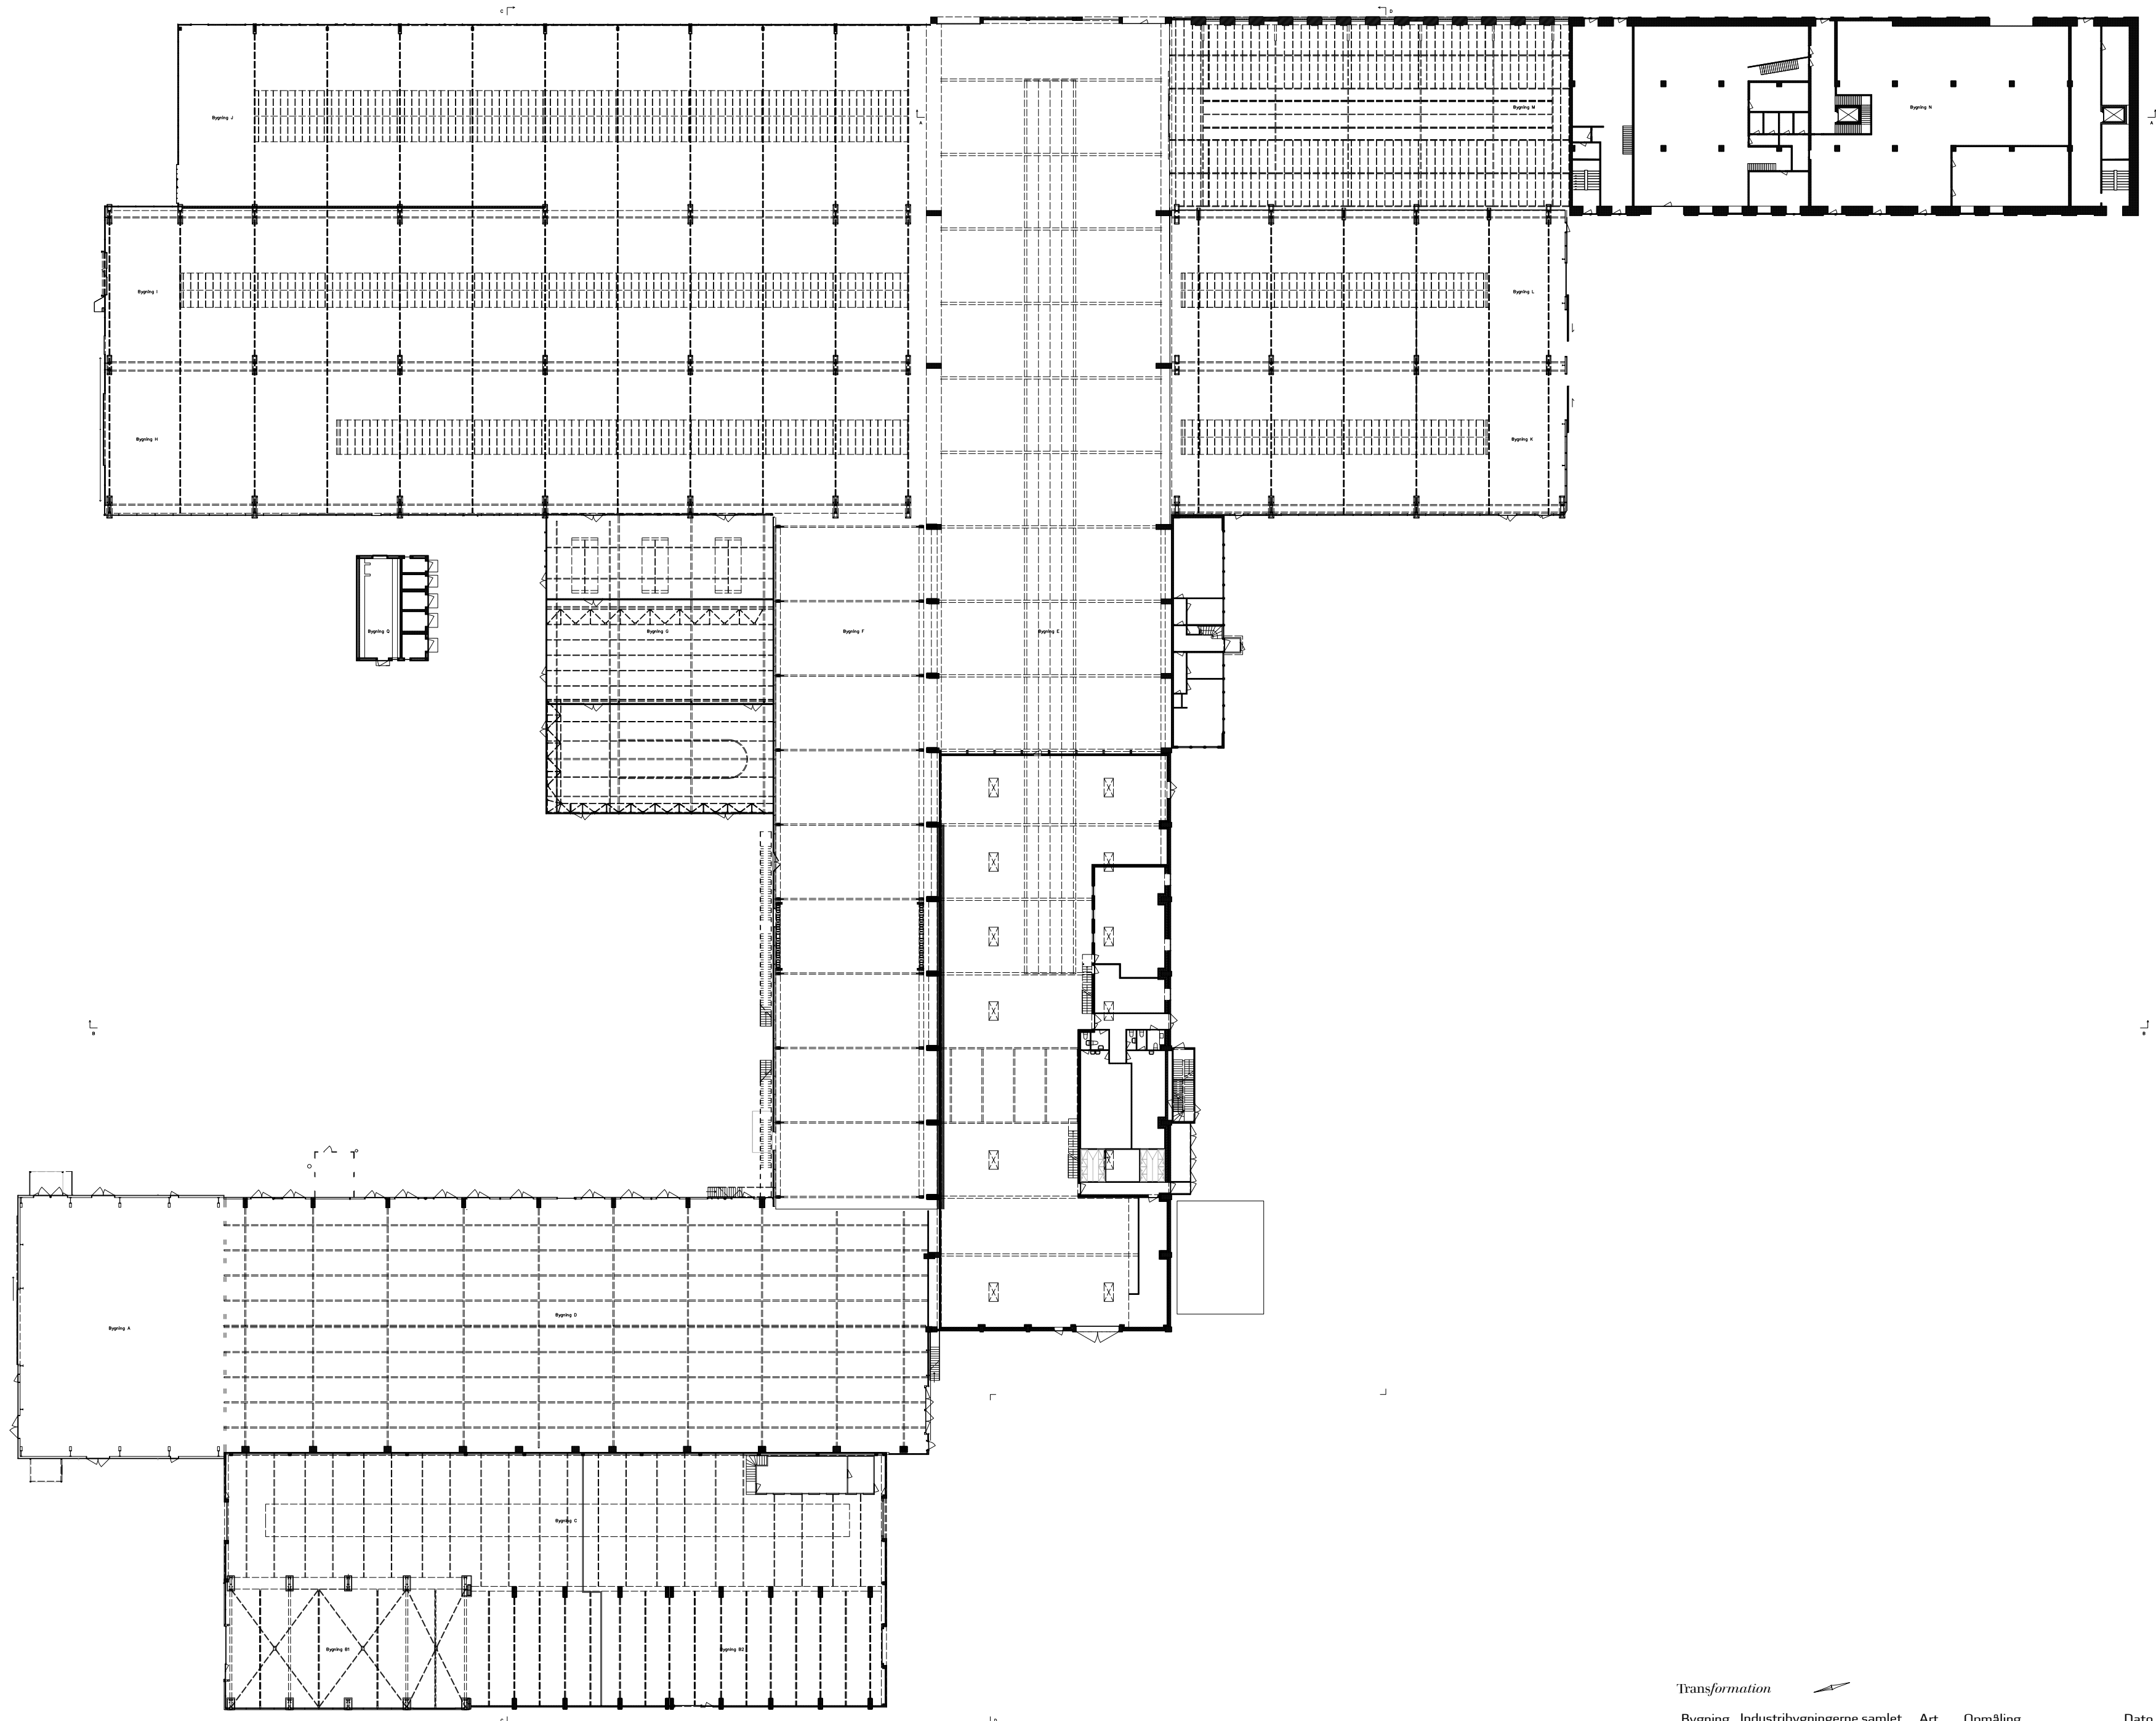 C
D
Bygning J
A
Bygning M
Bygning N
A
Bygning I
Bygning L
Bygning H
Bygning K
Bygning Q
Bygning G
Bygning F
Bygning E
B
B
Bygning A
Bygning D
Bygning C
Bygning B1
Bygning B2
Transformation
C
D
Bygning Industribygningerne samlet Art Opmåling Dato